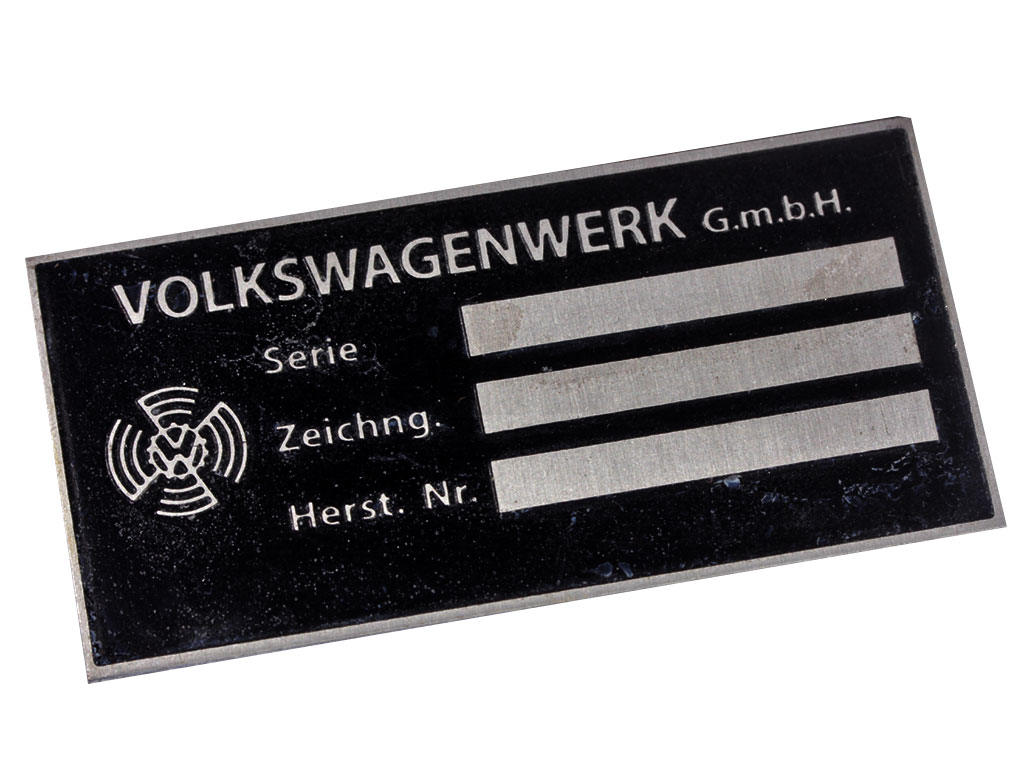 VOLKSWAGENWERK G.m.b.H.
Serie
Zeichng.
Herst. Nr.